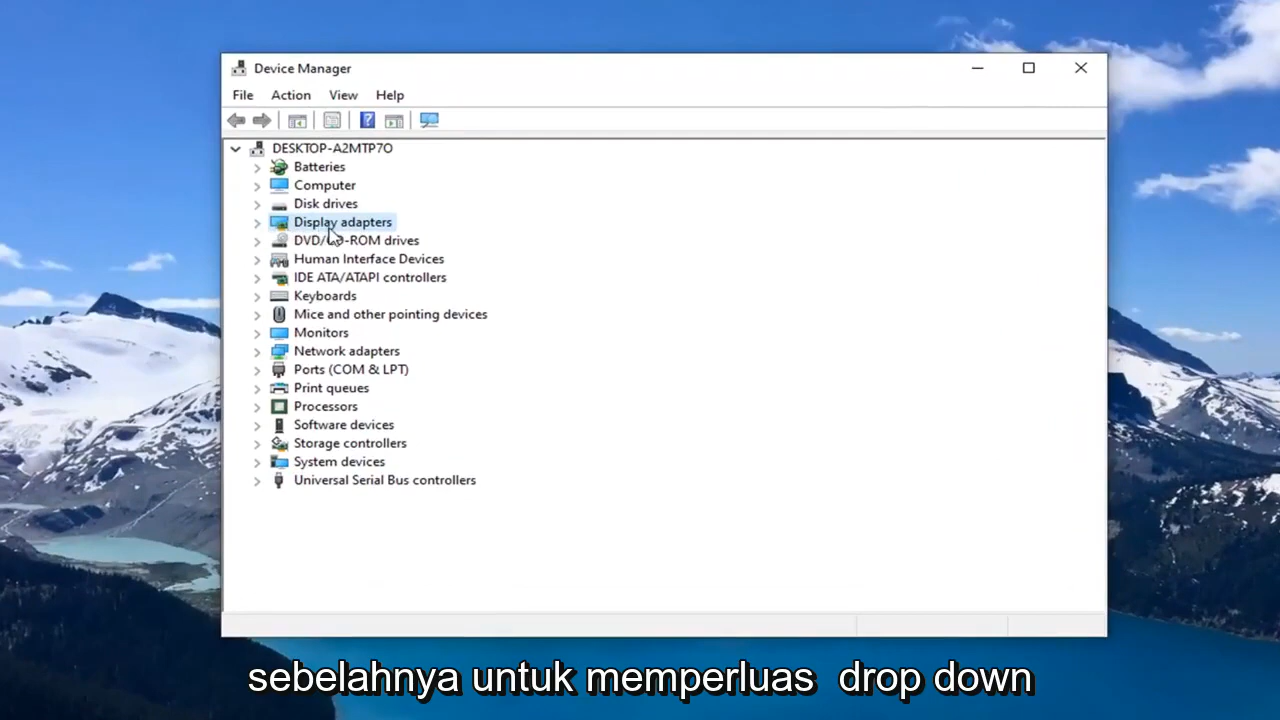 Device Manager
File Action View Help
DESKTOP-A2MTP7O
Batteries
Computer
Disk drives
Display adapters
DVD/CD-ROM drives
Human Interface Devices
IDE ATA/ATAPI controllers
Keyboards
Mice and other pointing devices
Monitors
Network adapters
Ports (COM & LPT)
Print queues
Processors
Software devices
Storage controllers
System devices
Universal Serial Bus controllers
sebelahnya untuk memperluas drop down